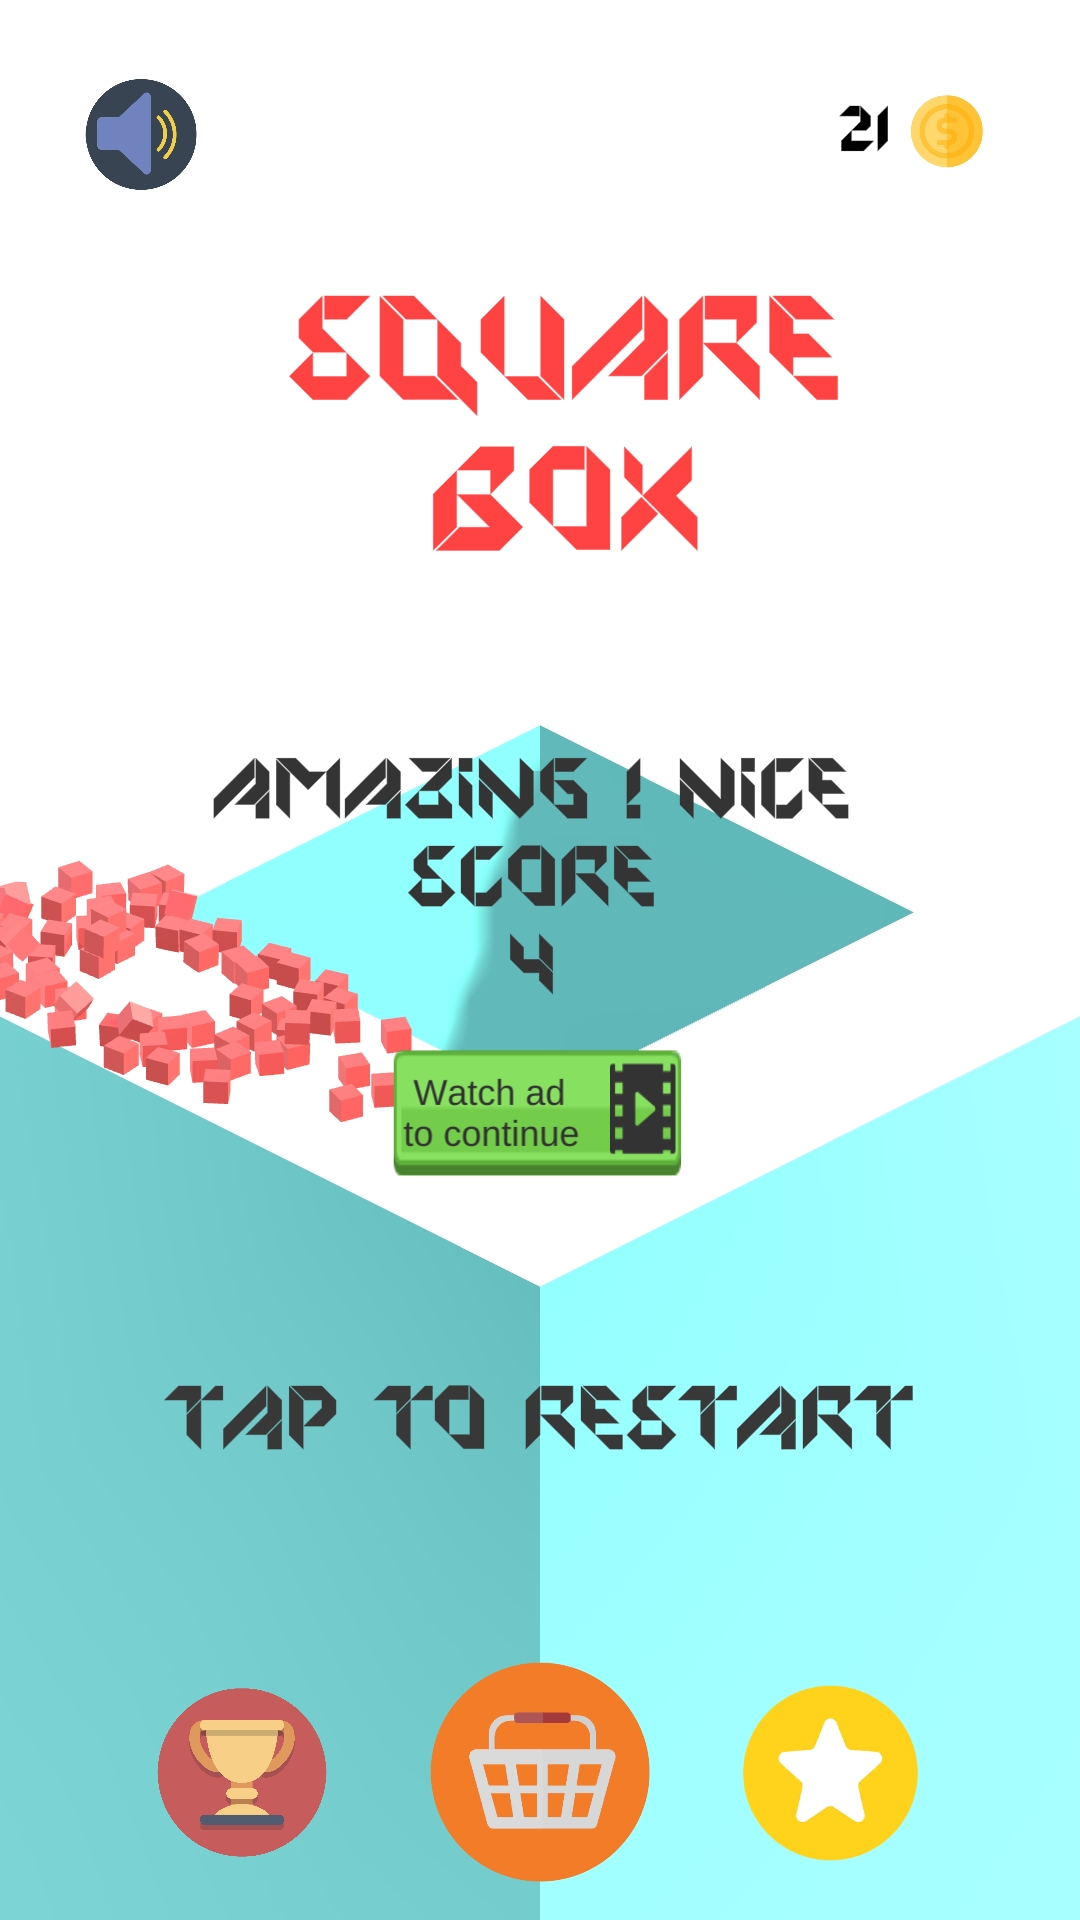 21
SQUARE
BOX
AMAZING ! NICE
SCORE
4
Watch ad
to continue
TAP TO RESTART